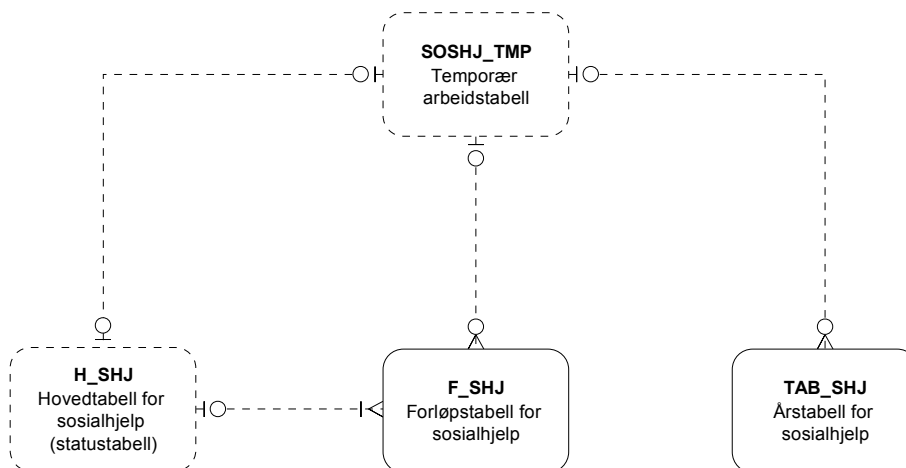 SOSHJ_TMP
Temporær
arbeidstabell
H_SHJ
Hovedtabell for
sosialhjelp
(statustabell)
F_SHJ
Forløpstabell for
sosialhjelp
TAB_SHJ
Årstabell for
sosialhjelp